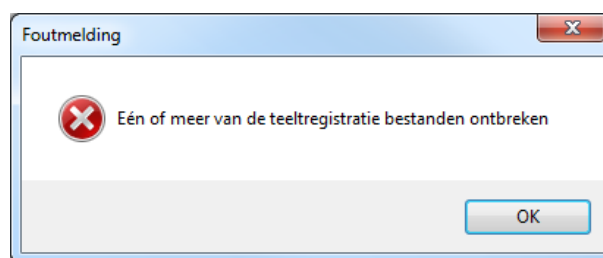 Foutmelding
Eén of meer van de teeltregistratie bestanden ontbreken
OK